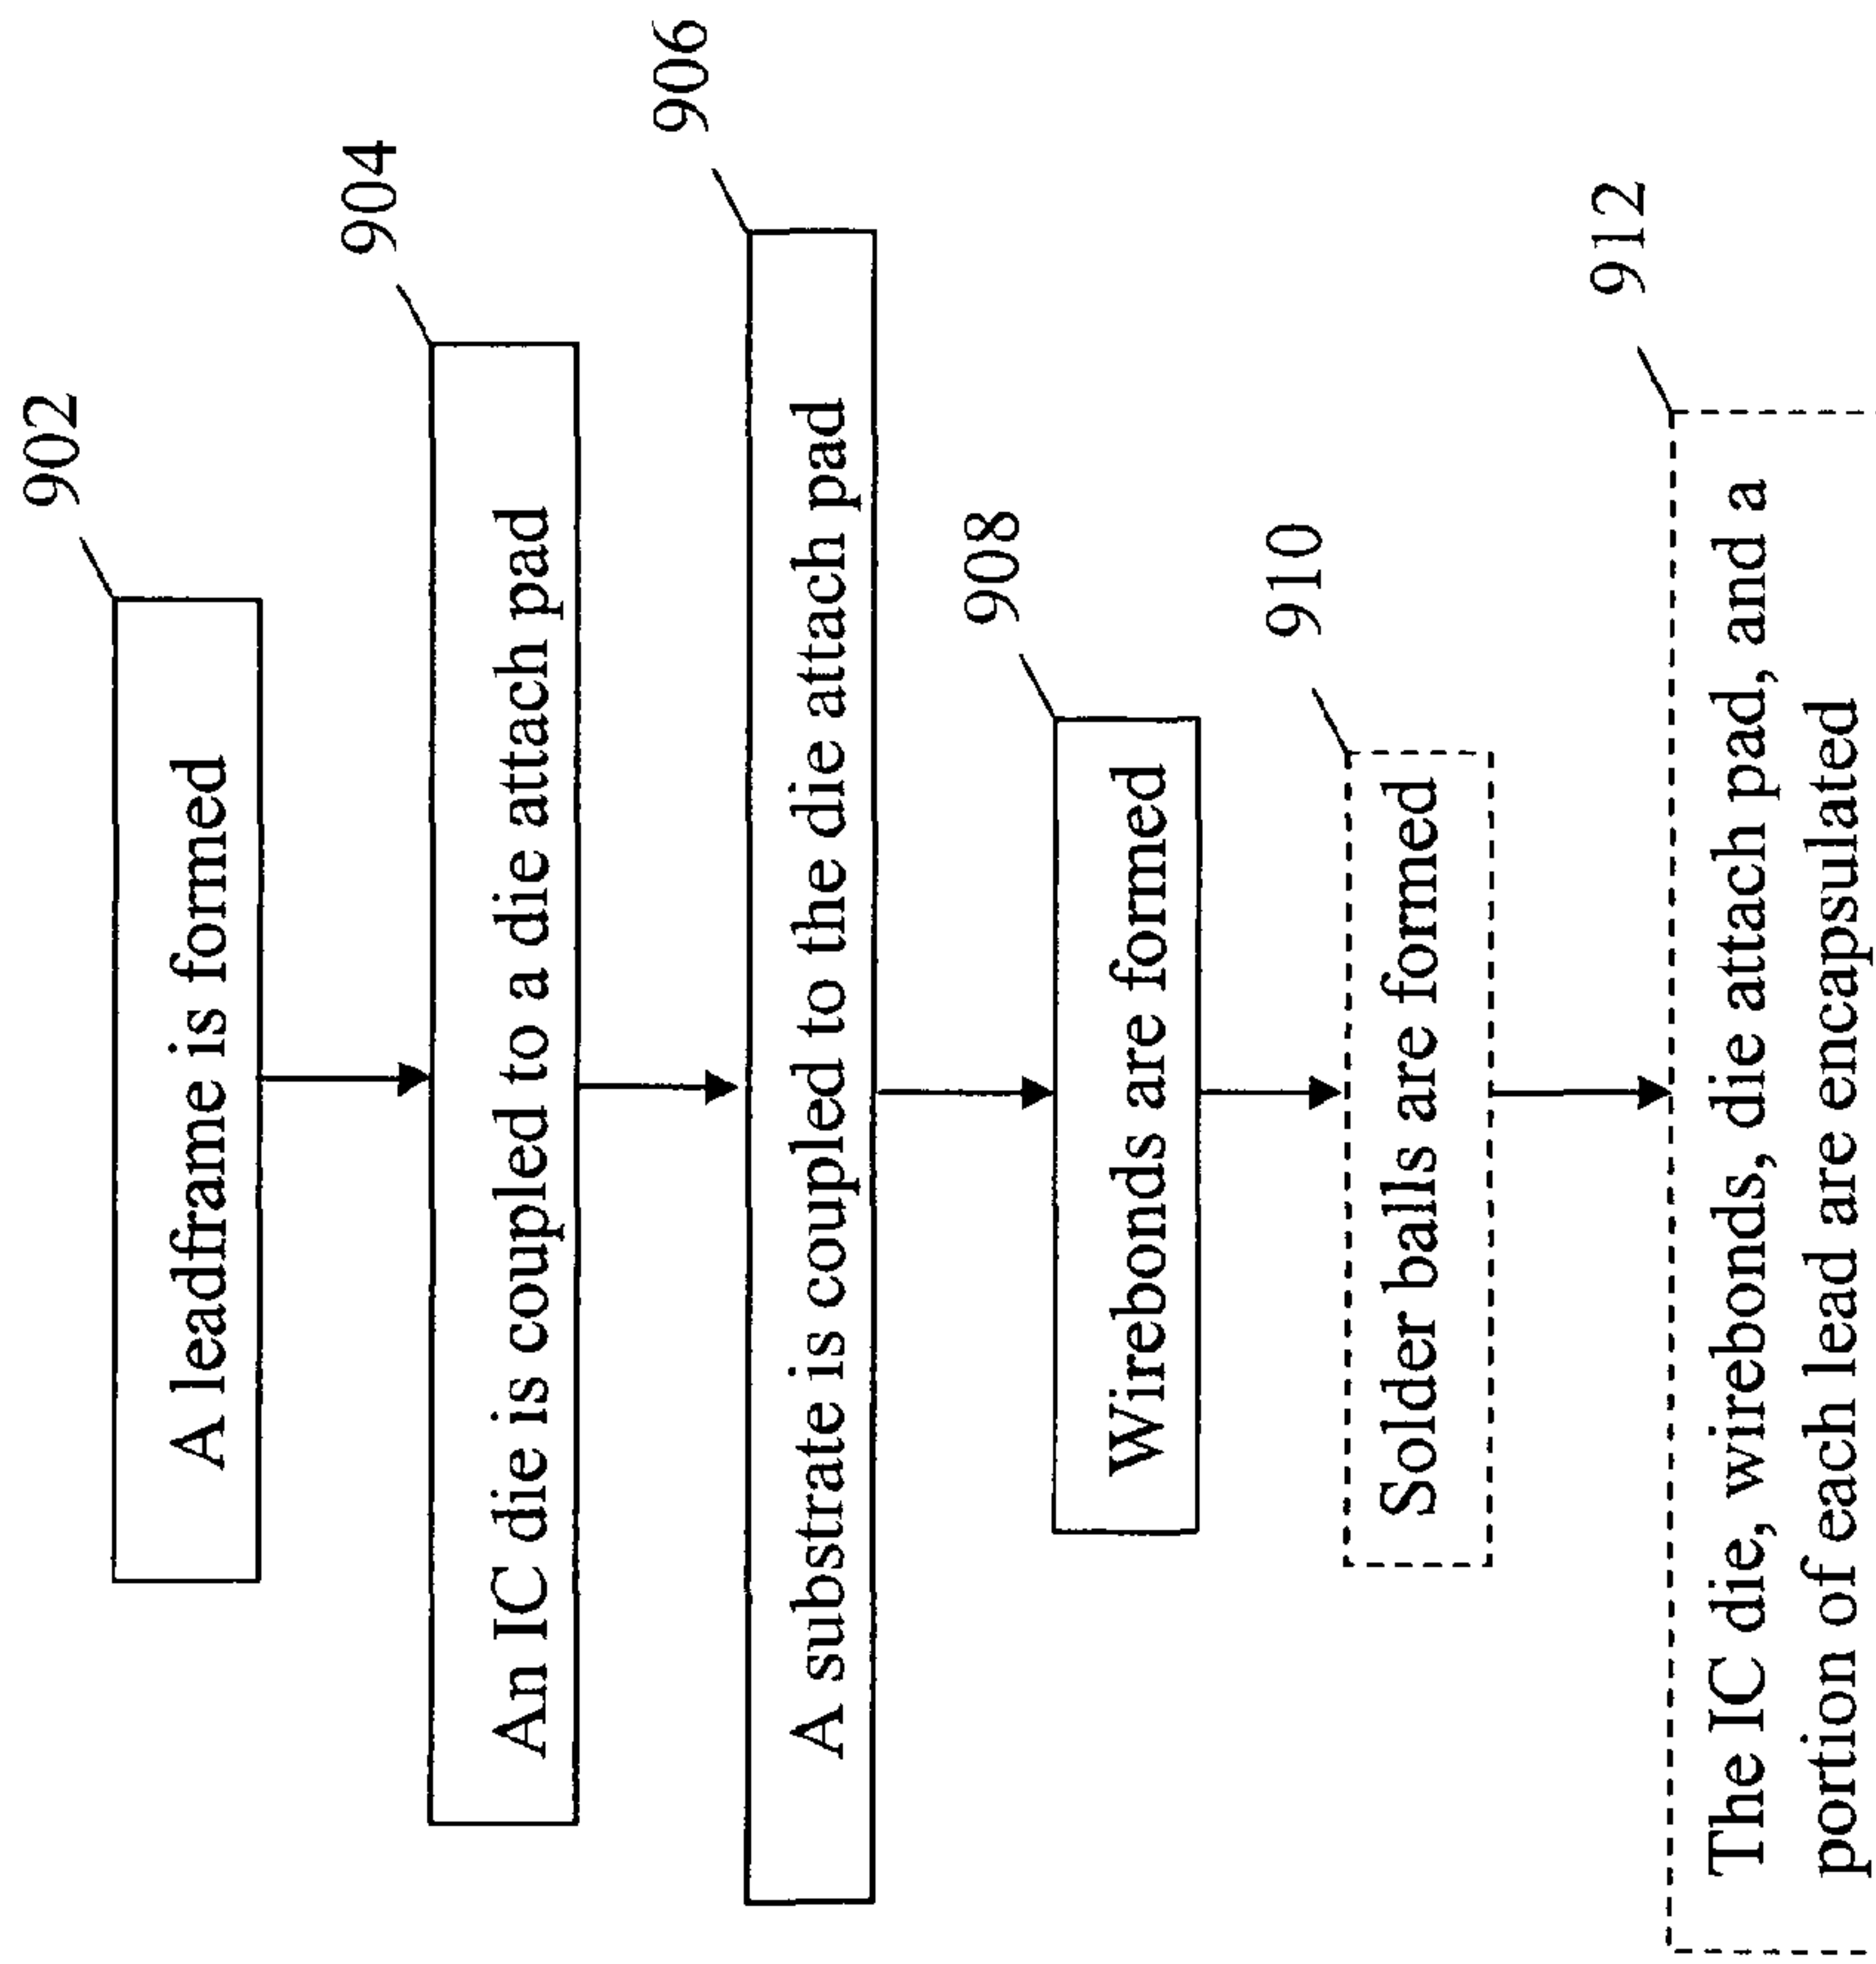 902
A leadframe is formed
904
An IC die is coupled to a die attach pad
906
A substrate is coupled to the die attach pad
908
Wirebonds are formed
910
Solder balls are formed
912
The IC die, wirebonds, die attach pad, and a
portion of each lead are encapsulated